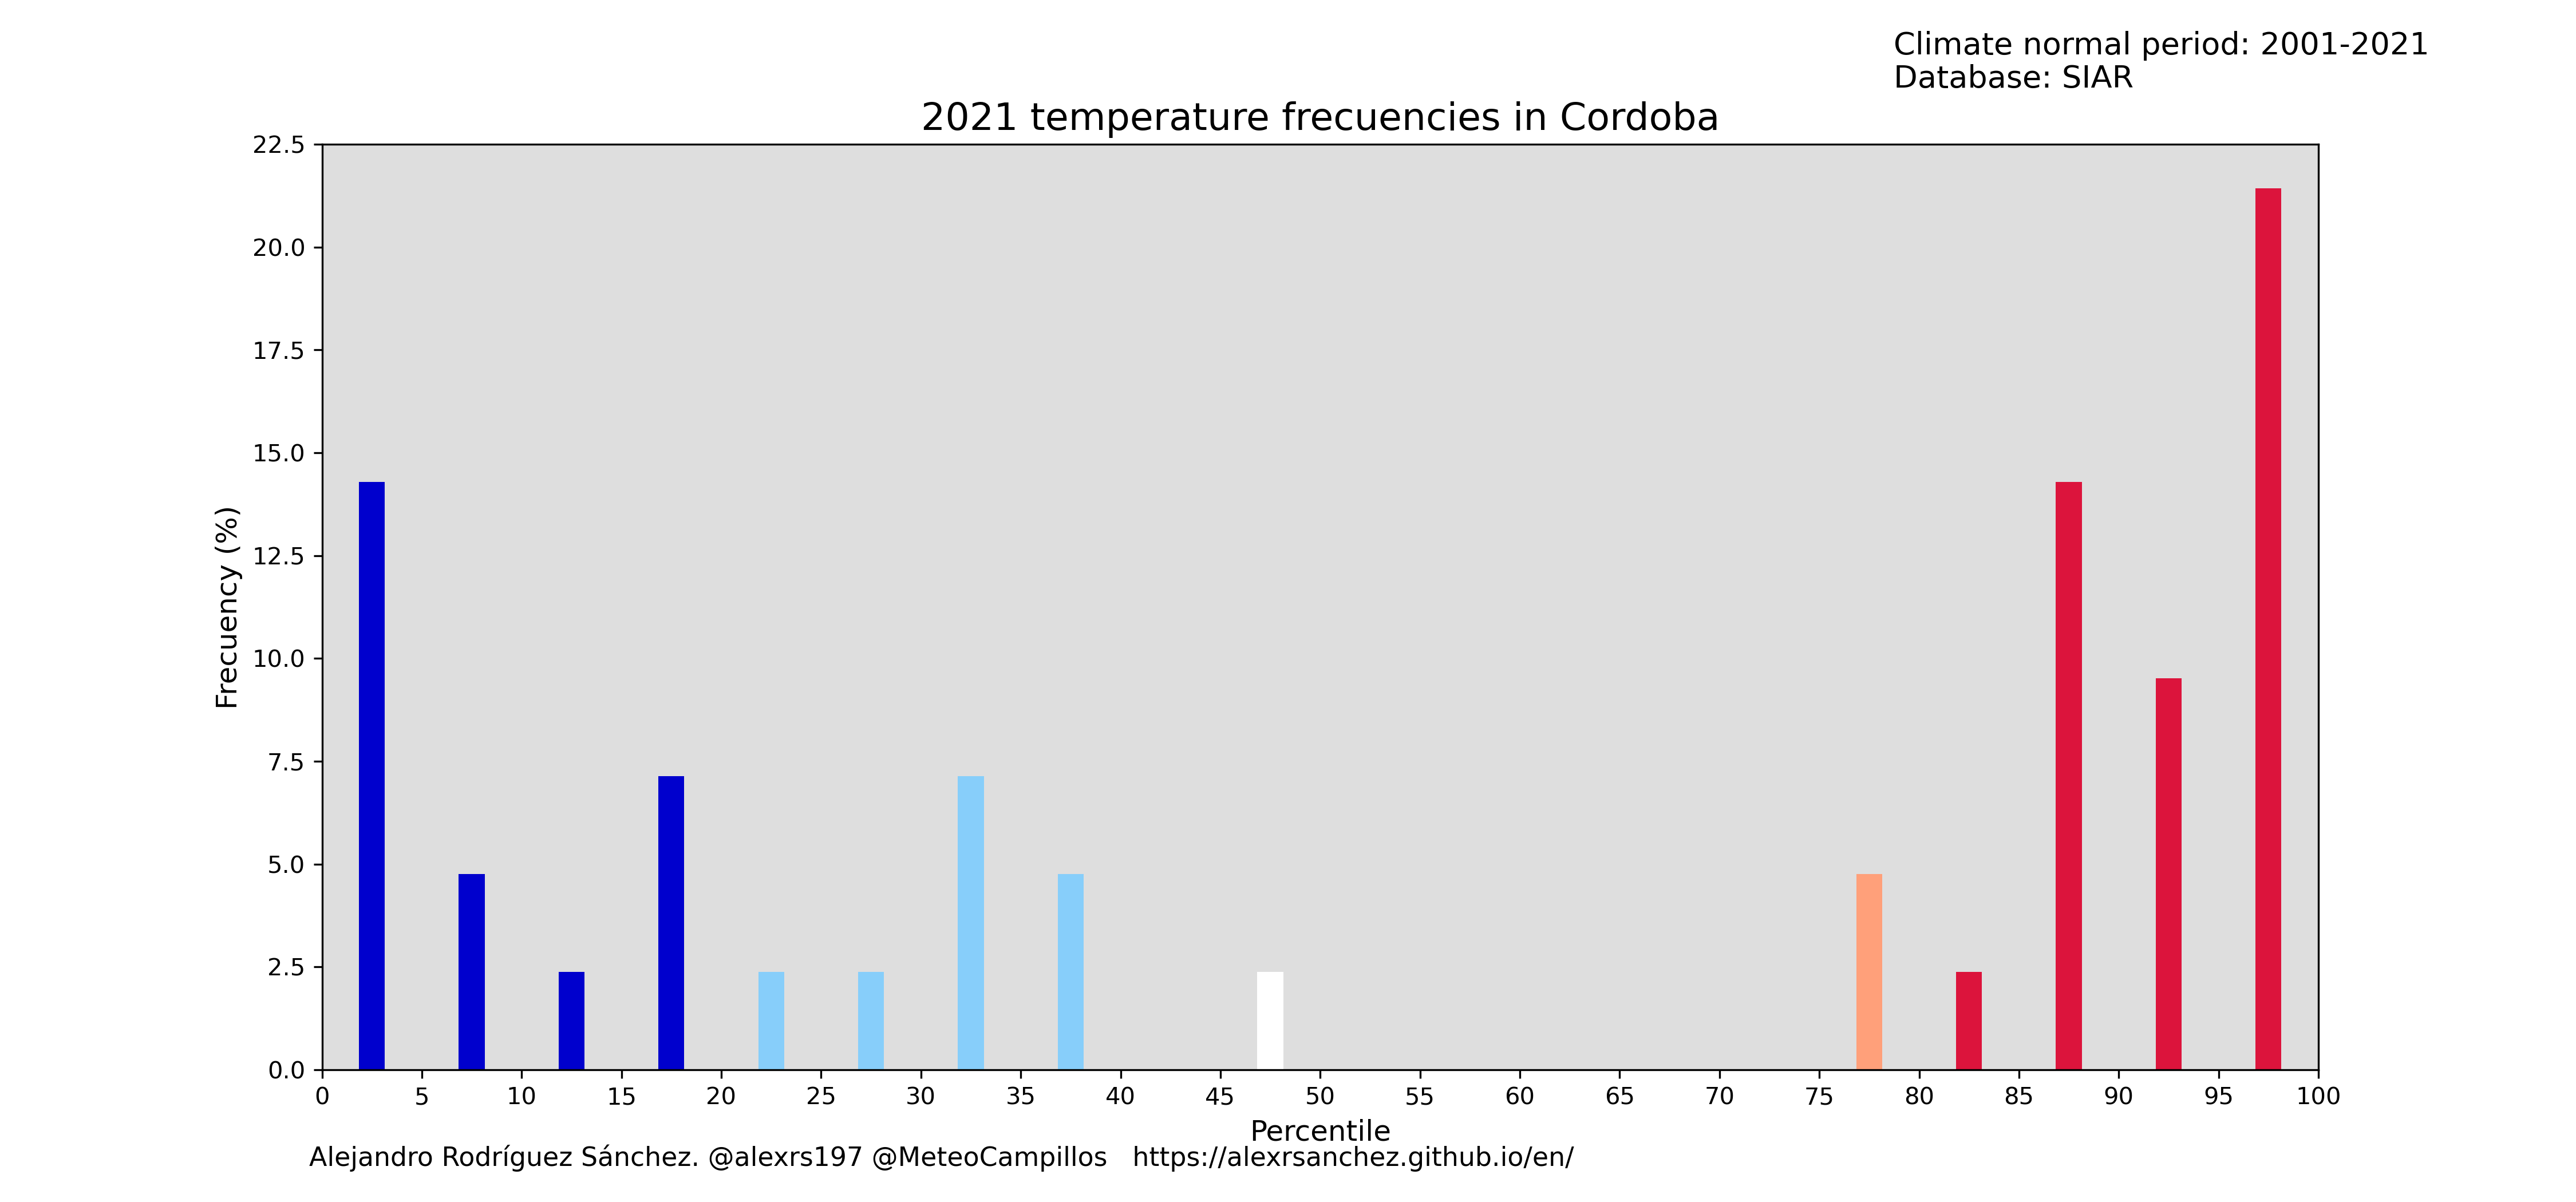 Climate normal period: 2001-2021
Database: SIAR
2021 temperature frecuencies in Cordoba
22.5
20.0
17.5
15.0
12.5
10.0
7.5
5.0
2.5
0.0
Frecuency (%)
0 5 10 15 20 25 30 35 40 45 50 55 60 65 70 75 80 85 90 95 100
Percentile
Alejandro Rodríguez Sánchez. @alexrs197 @MeteoCampillos https://alexrsanchez.github.io/en/